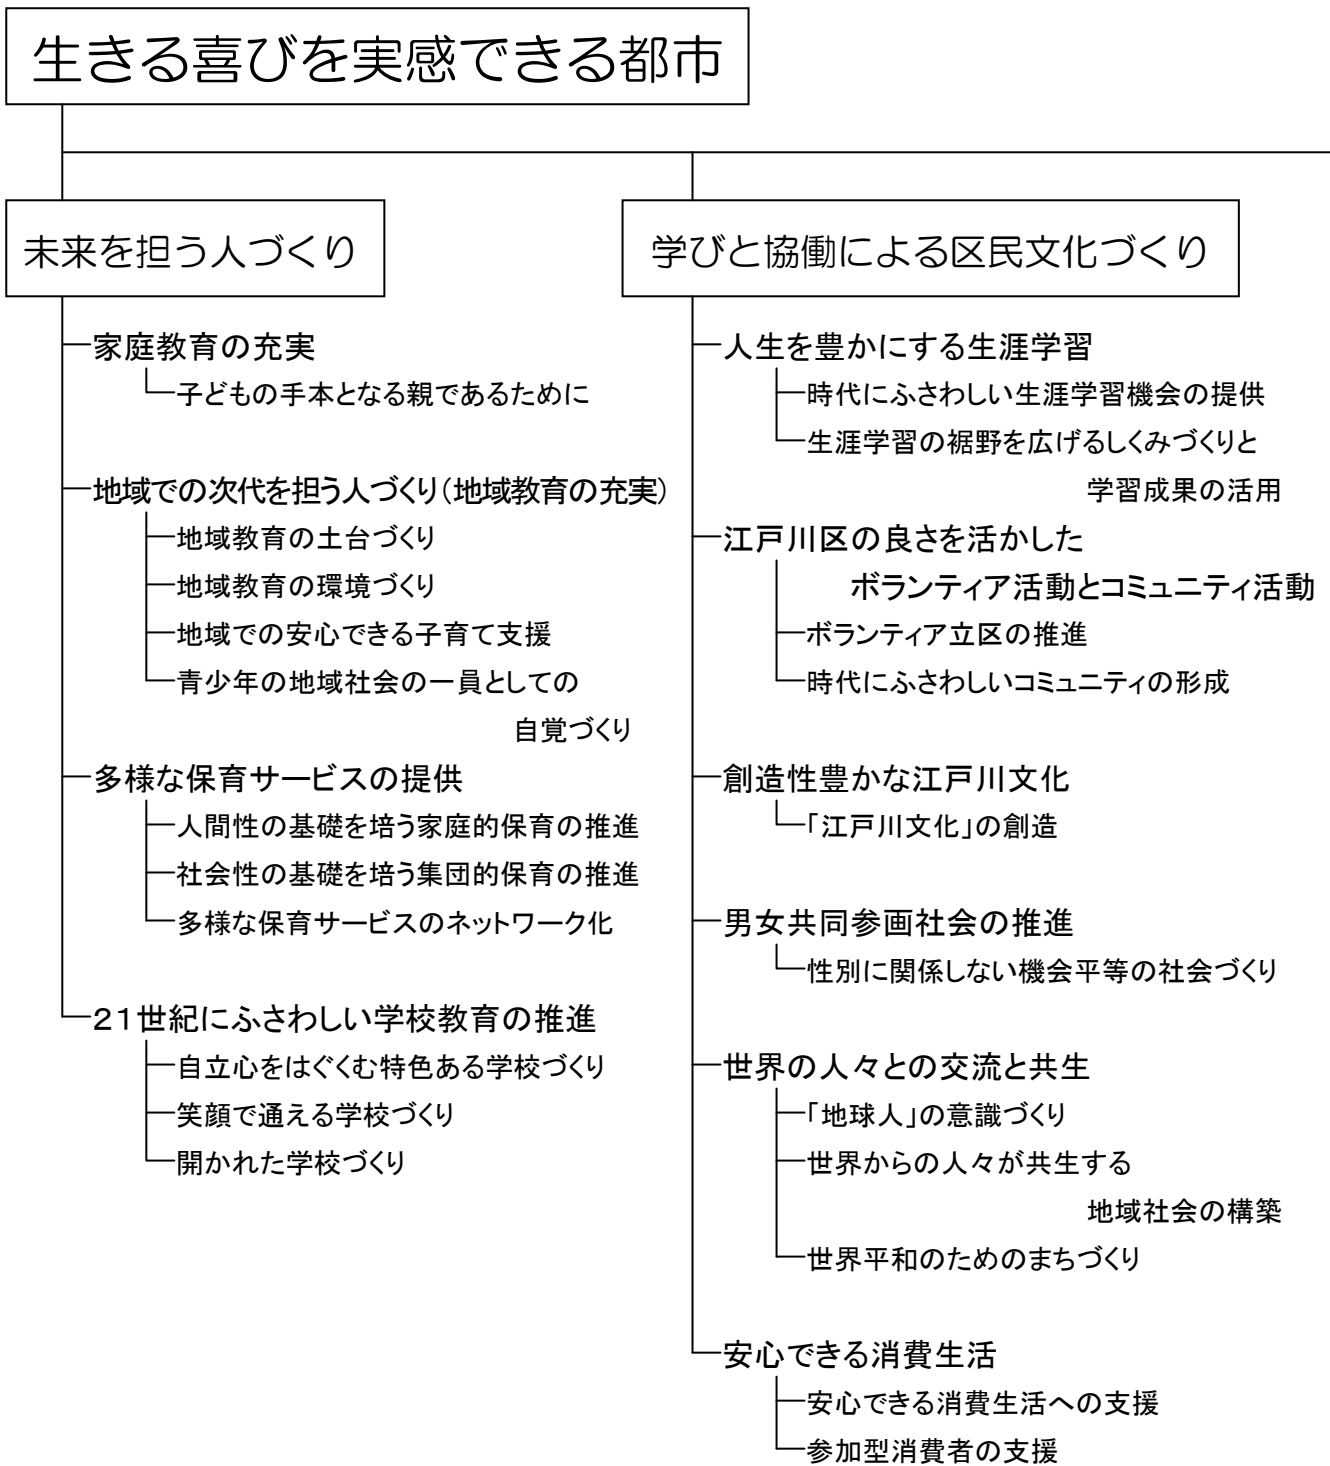 生きる喜びを実感できる都市
未来を担う人づくり
家庭教育の充実
子どもの手本となる親であるために
地域での次代を担う人づくり（地域教育の充実）
地域教育の土台づくり
地域教育の環境づくり
地域での安心できる子育て支援
青少年の地域社会の一員としての
自覚づくり
多様な保育サービスの提供
人間性の基礎を培う家庭的保育の推進
社会性の基礎を培う集団的保育の推進
多様な保育サービスのネットワーク化
２１世紀にふさわしい学校教育の推進
自立心をはぐくむ特色ある学校づくり
笑顔で通える学校づくり
開かれた学校づくり
学びと協働による区民文化づくり
人生を豊かにする生涯学習
時代にふさわしい生涯学習機会の提供
生涯学習の裾野を広げるしくみづくりと
学習成果の活用
江戸川区の良さを活かした
ボランティア活動とコミュニティ活動
ボランティア立区の推進
時代にふさわしいコミュニティの形成
創造性豊かな江戸川文化
「江戸川文化」の創造
男女共同参画社会の推進
性別に関係しない機会平等の社会づくり
世界の人々との交流と共生
「地球人」の意識づくり
世界からの人々が共生する
地域社会の構築
世界平和のためのまちづくり
安心できる消費生活
安心できる消費生活への支援
参加型消費者の支援